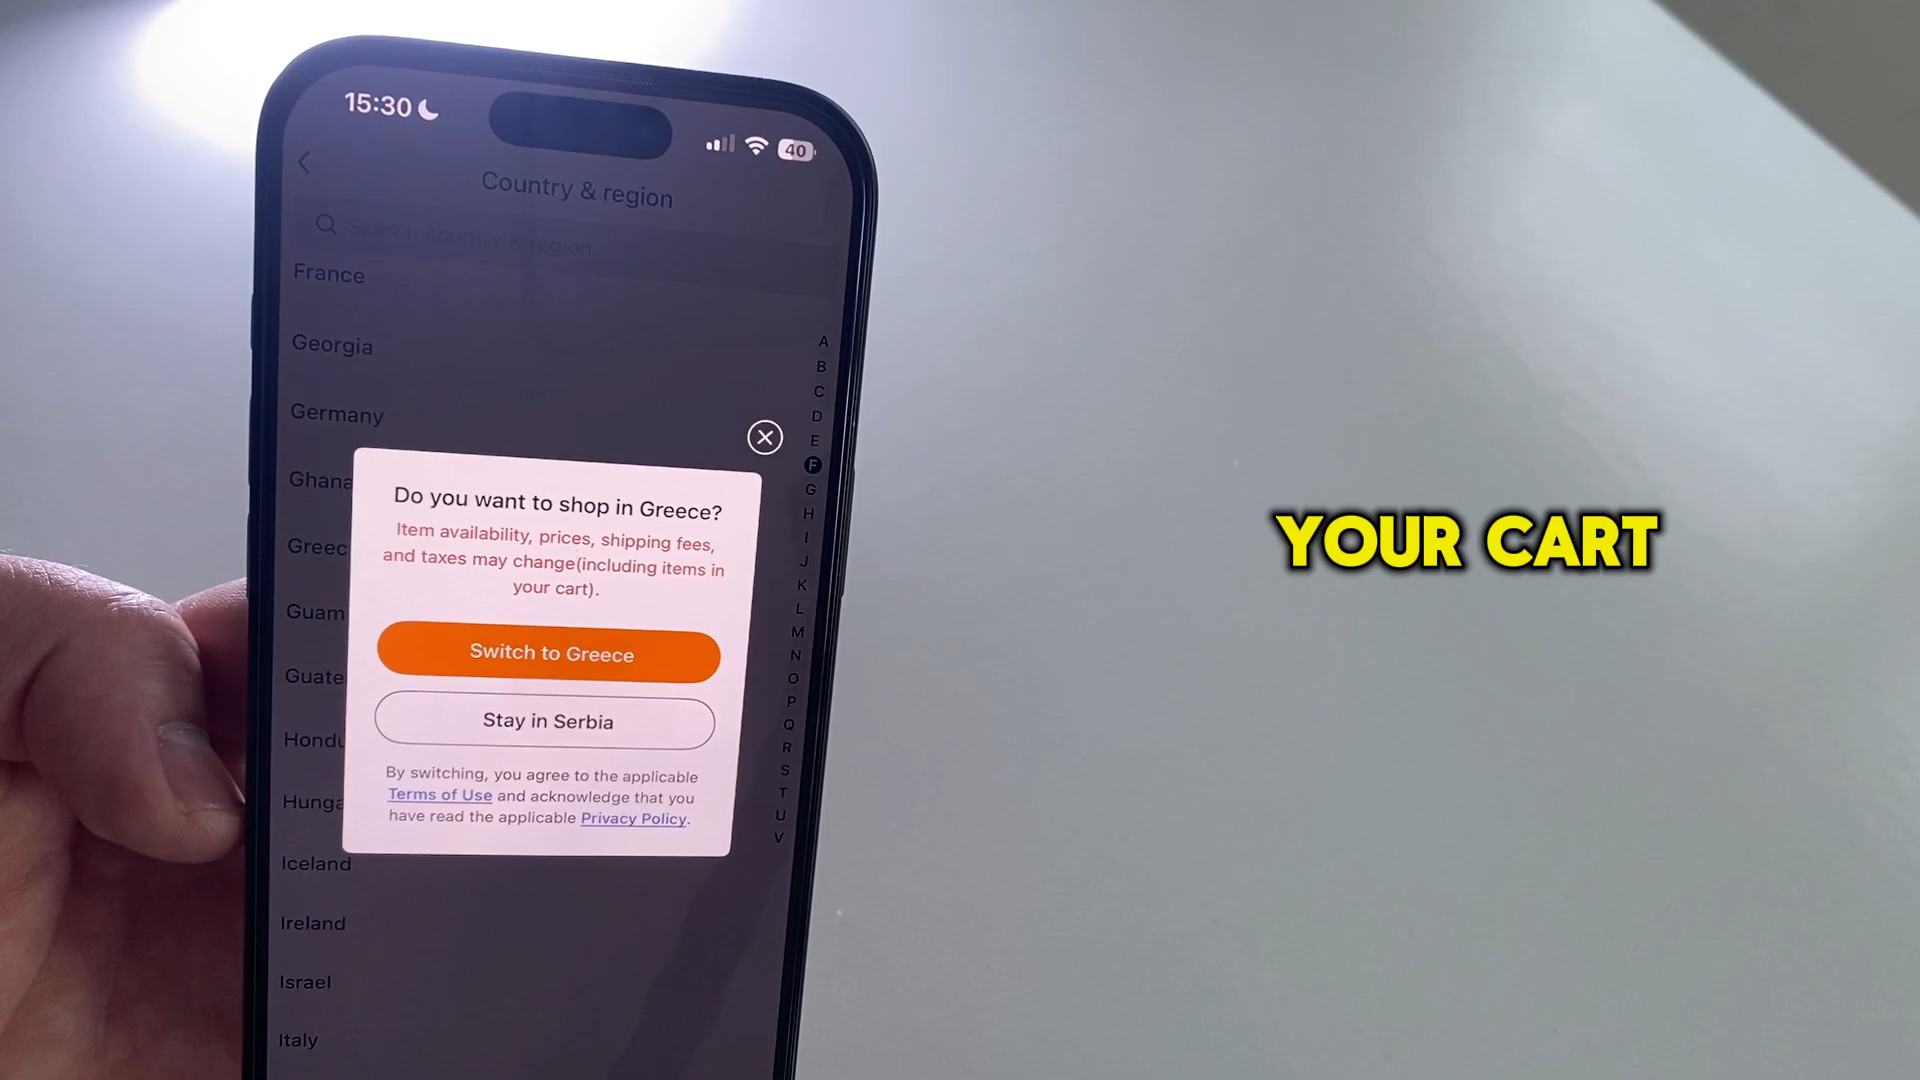 15:30
40
Country & region
Search country & region
France
Georgia
Germany
Ghana
Greec
Guam
Guate
Hondu
Hunga
Iceland
Ireland
Israel
Italy
A
B
C
D
E
F
G
H
I
J
K
L
M
N
O
P
Q
R
S
T
U
V
Do you want to shop in Greece?
Item availability, prices, shipping fees,
and taxes may change(including items in
your cart).
Switch to Greece
Stay in Serbia
By switching, you agree to the applicable
Terms of Use and acknowledge that you
have read the applicable Privacy Policy.
YOUR CART